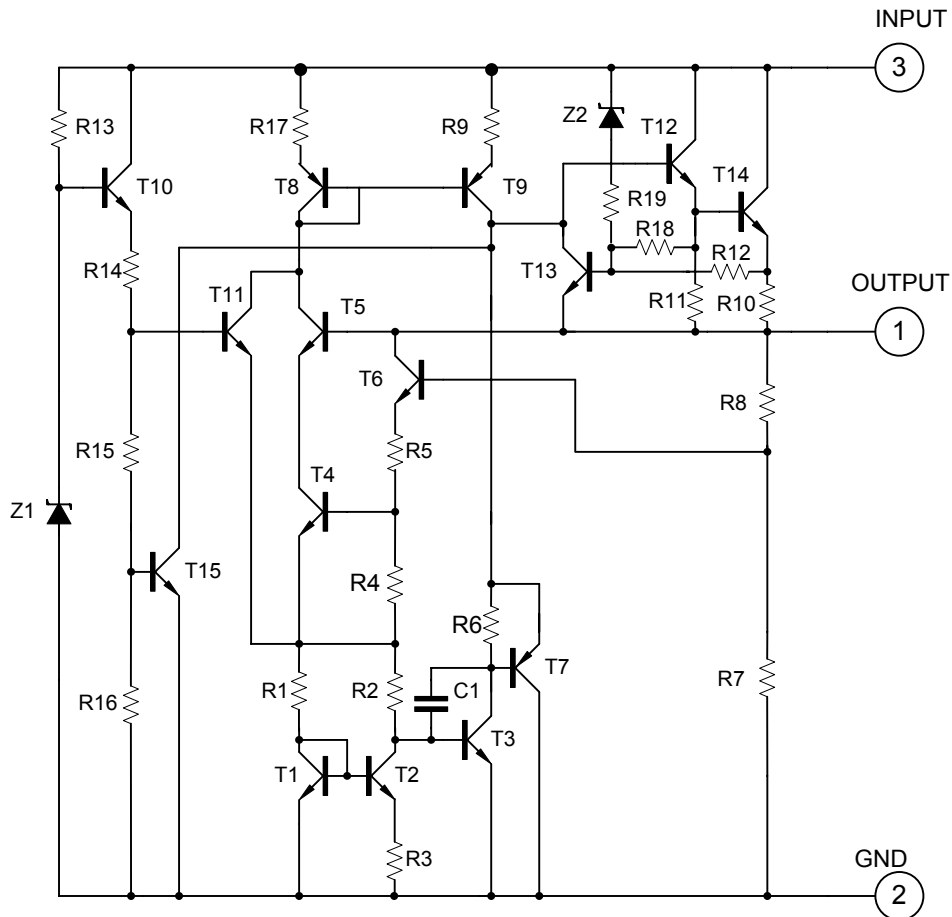 INPUT
3
R13
R17
R9
Z2
T12
T10
T8
T9
T14
R19
R18
R12
R14
T13
R11
R10
OUTPUT
T11
T5
1
T6
R8
R15
R5
T4
Z1
T15
R4
R6
T7
R1
R2
C1
R7
R16
T3
T1
T2
R3
GND
2